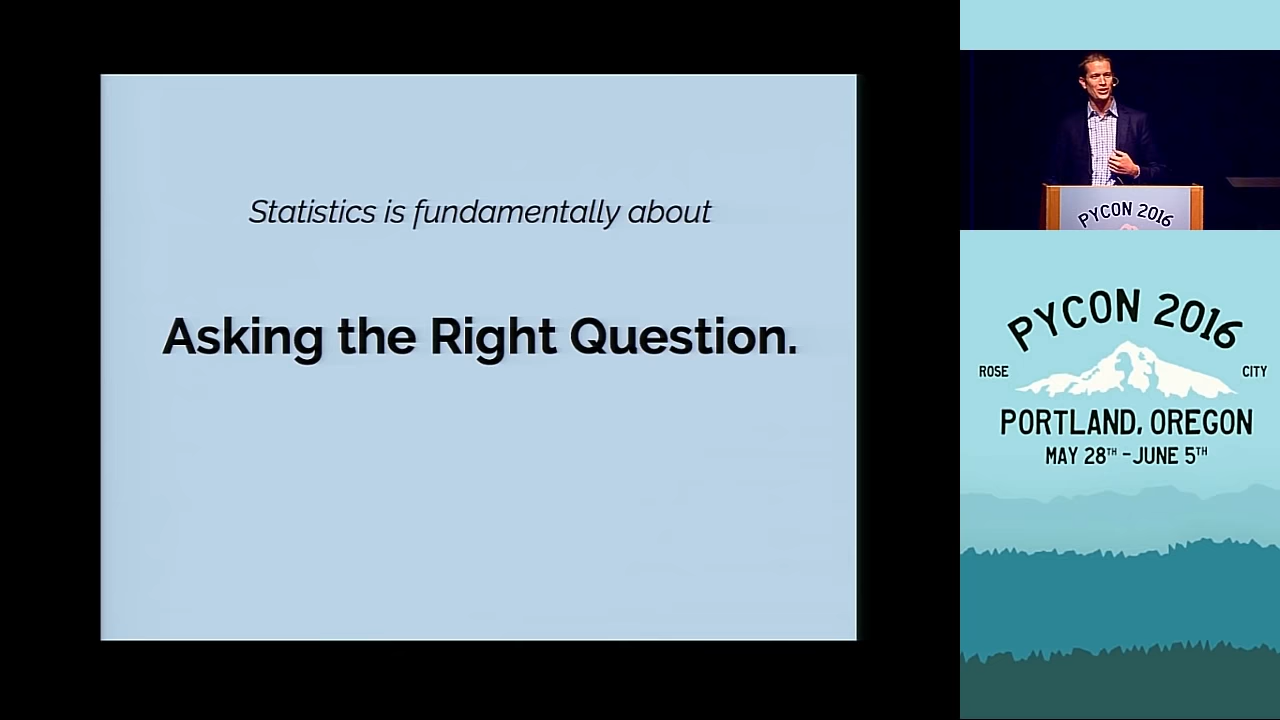 Statistics is fundamentally about
Asking the Right Question.
PYCON 2016
PYCON 2016
ROSE
CITY
PORTLAND, OREGON
MAY 28TH - JUNE 5TH